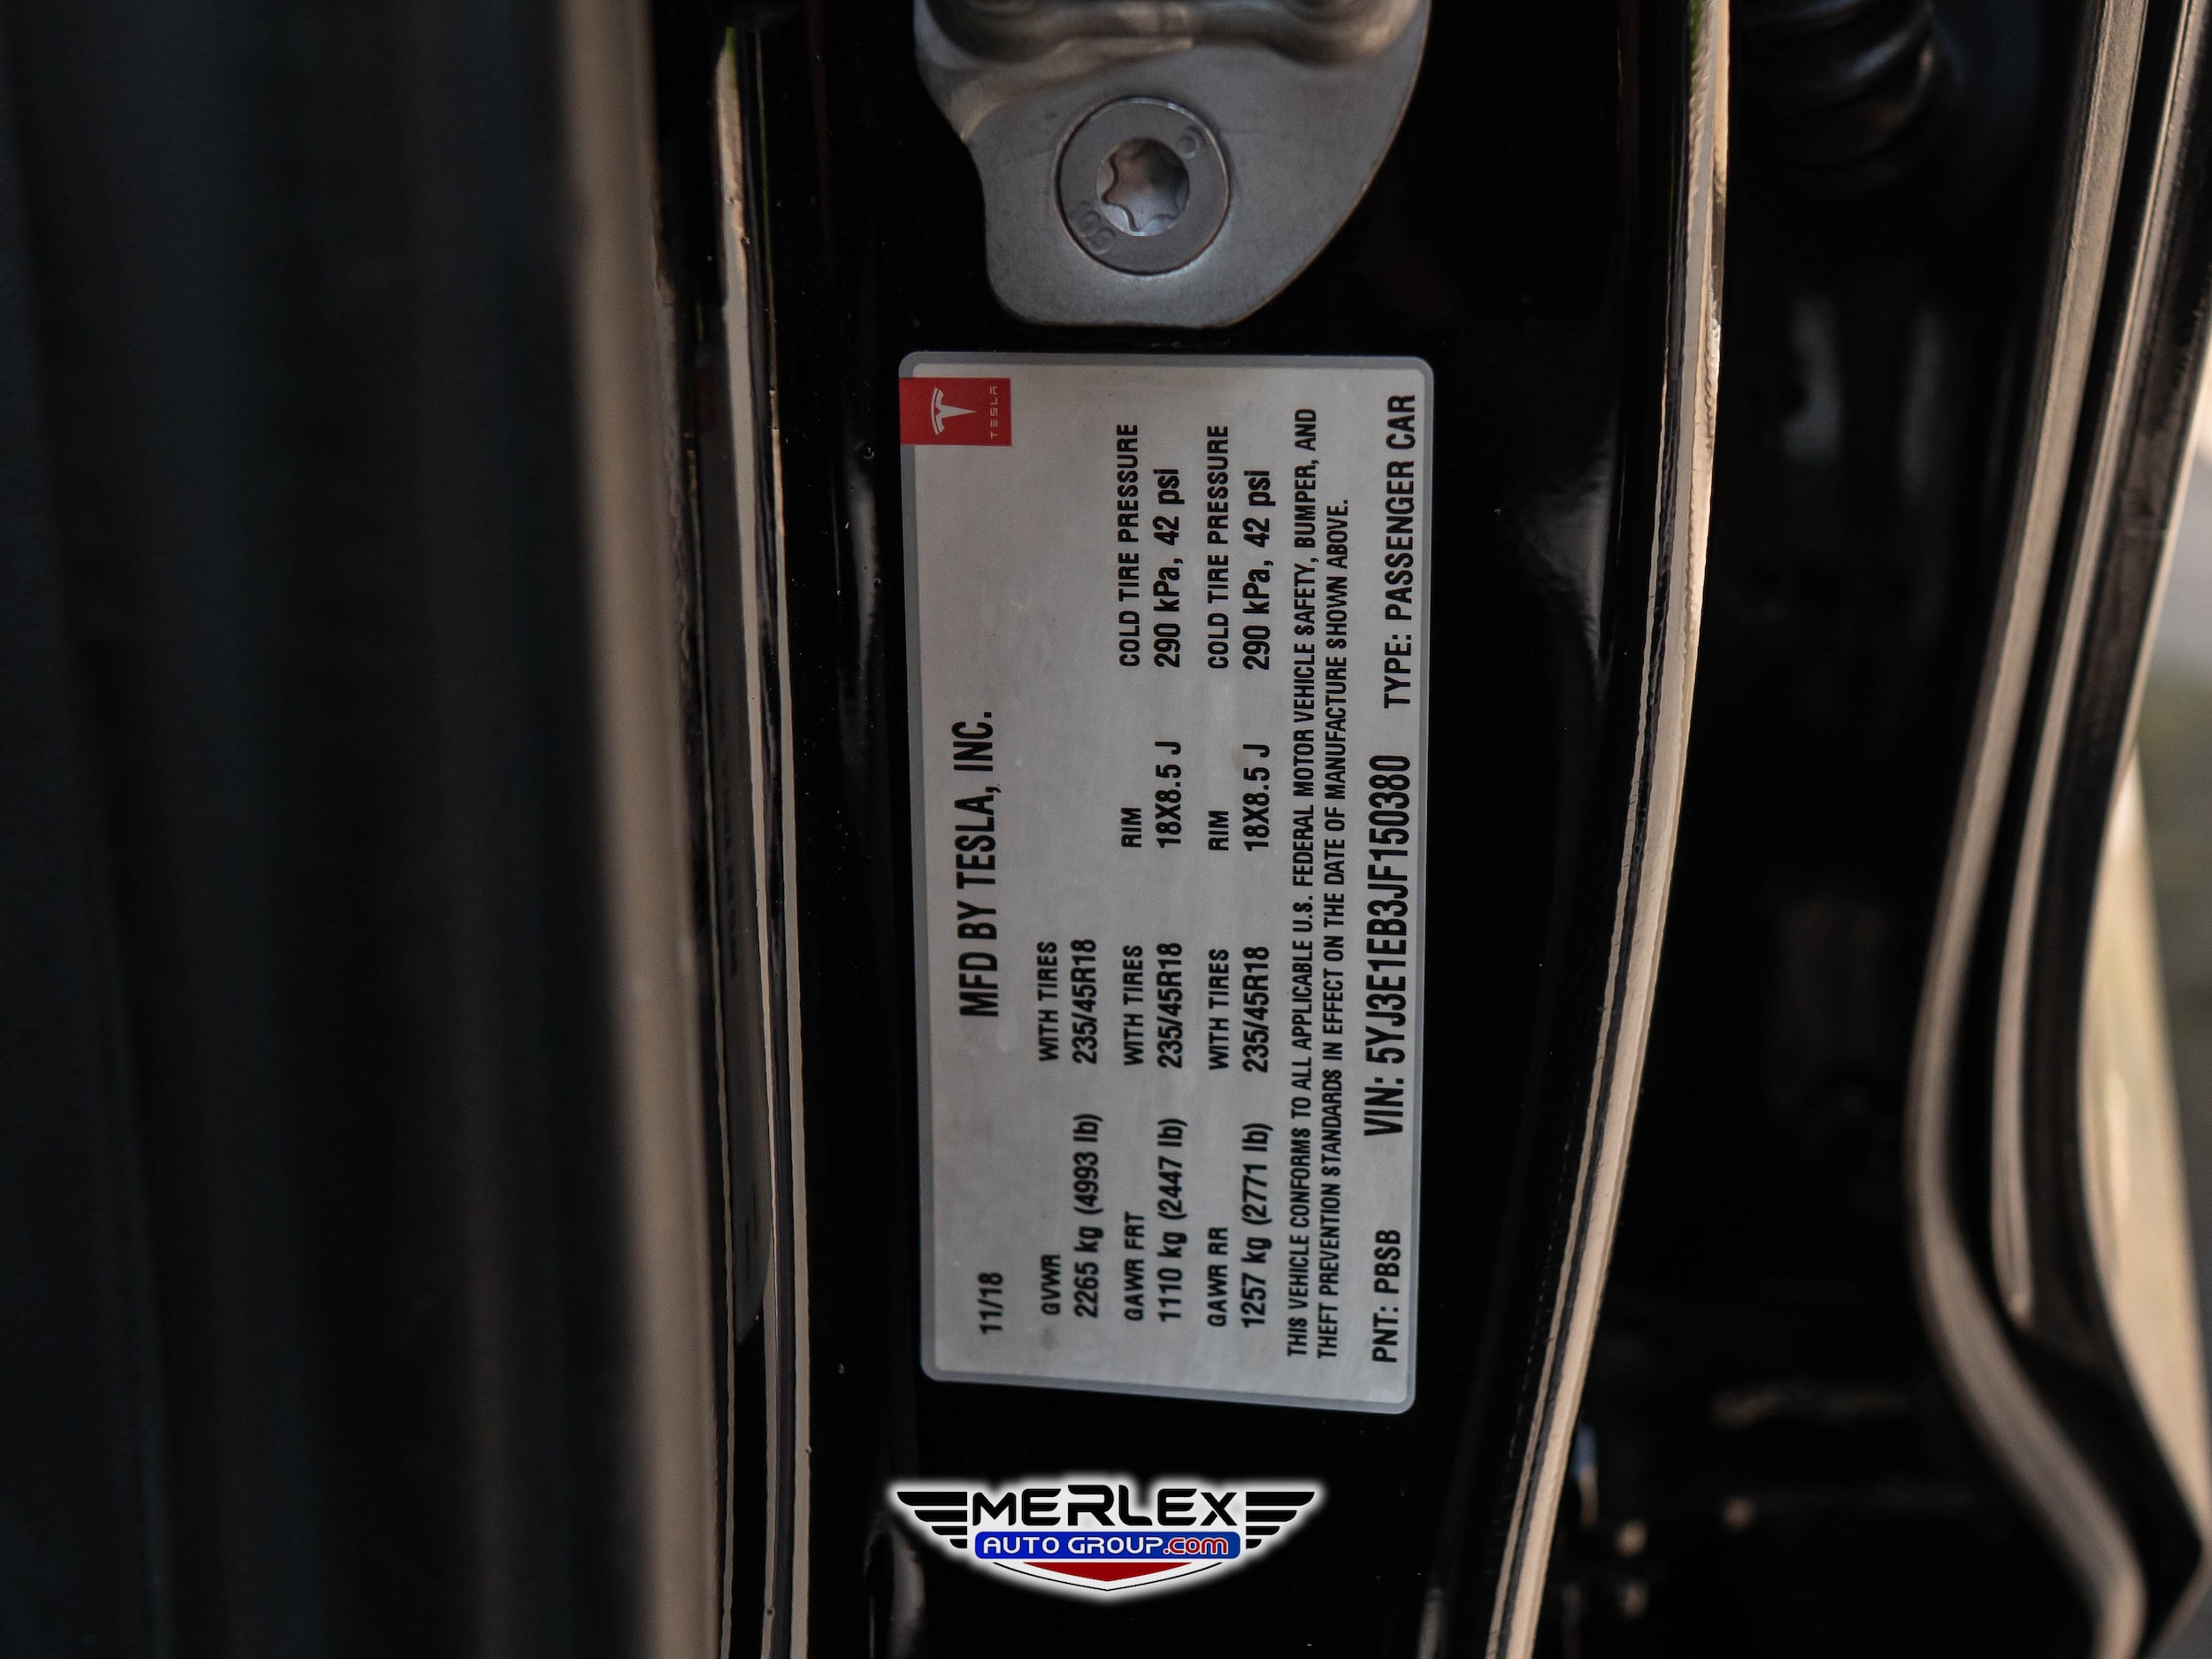 TESLA
11/18 MFD BY TESLA, INC.
GVWR WITH TIRES
2265 kg (4993 lb) 235/45R18
GAWR FRT WITH TIRES RIM COLD TIRE PRESSURE
1110 kg (2447 lb) 235/45R18 18X8.5 J 290 kPa, 42 psi
GAWR RR WITH TIRES RIM COLD TIRE PRESSURE
1257 kg (2771 lb) 235/45R18 18X8.5 J 290 kPa, 42 psi
THIS VEHICLE CONFORMS TO ALL APPLICABLE U.S. FEDERAL MOTOR VEHICLE SAFETY, BUMPER, AND
THEFT PREVENTION STANDARDS IN EFFECT ON THE DATE OF MANUFACTURE SHOWN ABOVE.
PNT: PBSB VIN: 5YJ3E1EB3JF150380 TYPE: PASSENGER CAR
MERLEX
AUTO GROUP.com